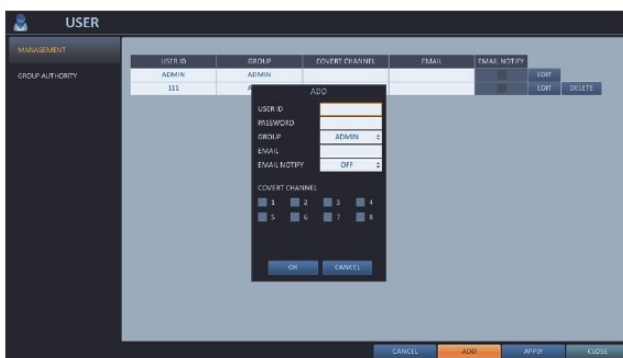 USER
MANAGEMENT
GROUP AUTHORITY
USER ID GROUP COVERT CHANNEL EMAIL EMAIL NOTIFY
ADMIN ADMIN EDIT
111 EDIT DELETE
ADD
USER ID
PASSWORD
GROUP ADMIN
EMAIL
EMAIL NOTIFY OFF
COVERT CHANNEL
1 2 3 4
5 6 7 8
OK CANCEL
CANCEL ADD APPLY CLOSE